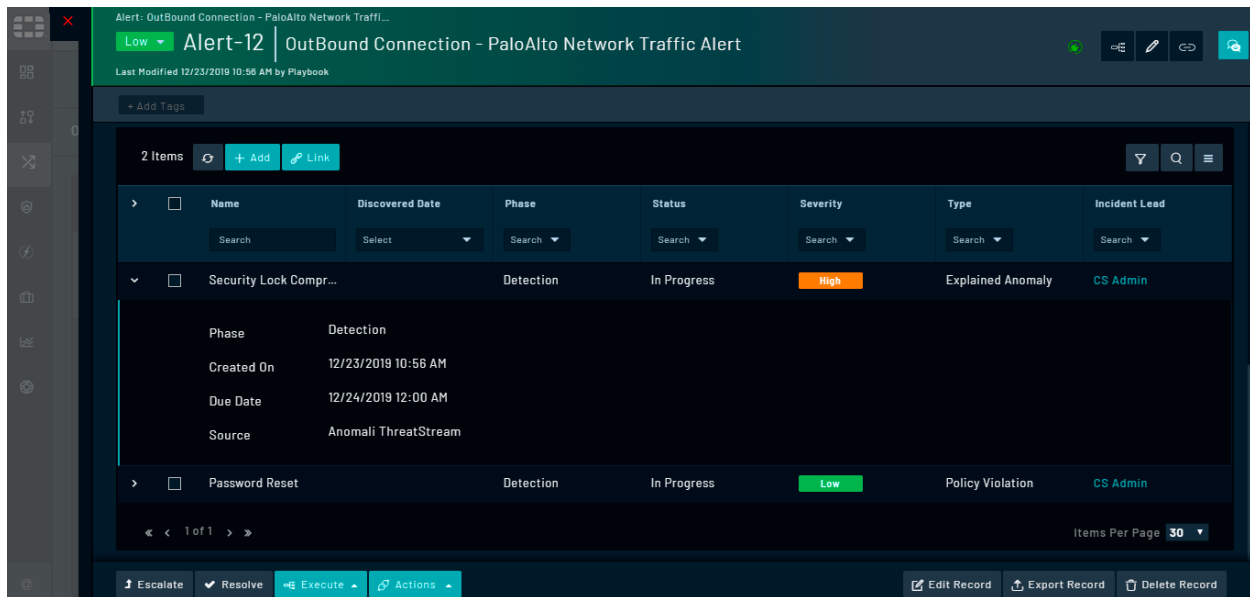 Alert: OutBound Connection - PaloAlto Network Traffi...
Low Alert-12 OutBound Connection - PaloAlto Network Traffic Alert
Last Modified 12/23/2019 10:56 AM by Playbook
+ Add Tags
2 Items + Add Link
Name Discovered Date Phase Status Severity Type Incident Lead
Search Select Search Search Search Search Search
Security Lock Compr... Detection In Progress High Explained Anomaly CS Admin
Phase Detection
Created On 12/23/2019 10:56 AM
Due Date 12/24/2019 12:00 AM
Source Anomali ThreatStream
Password Reset Detection In Progress Low Policy Violation CS Admin
« < 1 of 1 > » Items Per Page 30
Escalate Resolve Execute Actions Edit Record Export Record Delete Record